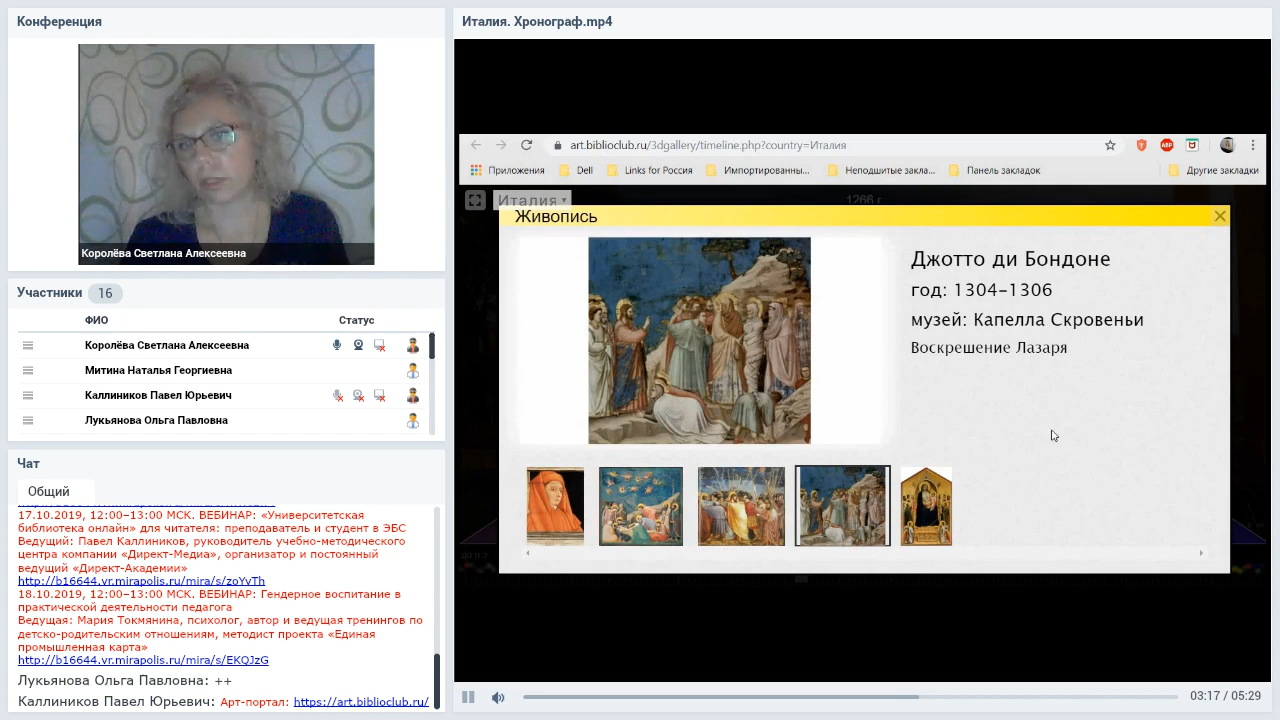 Конференция
Королёва Светлана Алексеевна
Участники 16
ФИО Статус
Королёва Светлана Алексеевна
Митина Наталья Георгиевна
Каллиников Павел Юрьевич
Лукьянова Ольга Павловна
Чат
Общий
17.10.2019, 12:00–13:00 МСК. ВЕБИНАР: «Университетская
библиотека онлайн» для читателя: преподаватель и студент в ЭБС
Ведущий: Павел Каллиников, руководитель учебно-методического
центра компании «Директ-Медиа», организатор и постоянный
ведущий «Директ-Академии»
http://b16644.vr.mirapolis.ru/mira/s/zoYvTh
18.10.2019, 12:00–13:00 МСК. ВЕБИНАР: Гендерное воспитание в
практической деятельности педагога
Ведущая: Мария Токмянина, психолог, автор и ведущая тренингов по
детско-родительским отношениям, методист проекта «Единая
промышленная карта»
http://b16644.vr.mirapolis.ru/mira/s/EKQJzG
Лукьянова Ольга Павловна: ++
Каллиников Павел Юрьевич: Арт-портал: https://art.biblioclub.ru/
Италия. Хронограф.mp4
art.biblioclub.ru/3dgallery/timeline.php?country=Италия
ABP
Приложения Dell Links for Россия Импортированны... Неподшитые закла... Панель закладок Другие закладки
Италия
1266 г
Живопись
Джотто ди Бондоне
год: 1304–1306
музей: Капелла Скровеньи
Воскрешение Лазаря
03:17 / 05:29